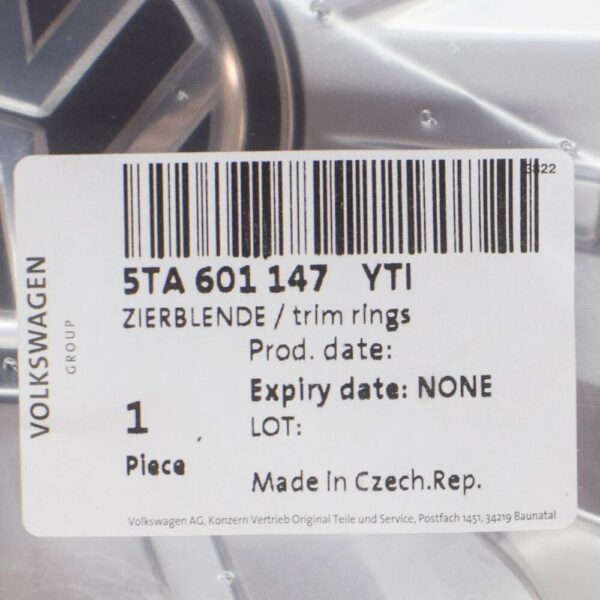 3822
5TA 601 147 YTI
ZIERBLENDE / trim rings
Prod. date:
Expiry date: NONE
1
LOT:
Piece
Made in Czech.Rep.
Volkswagen AG, Konzern Vertrieb Original Teile und Service, Postfach 1451, 34219 Baunatal
VOLKSWAGEN
GROUP